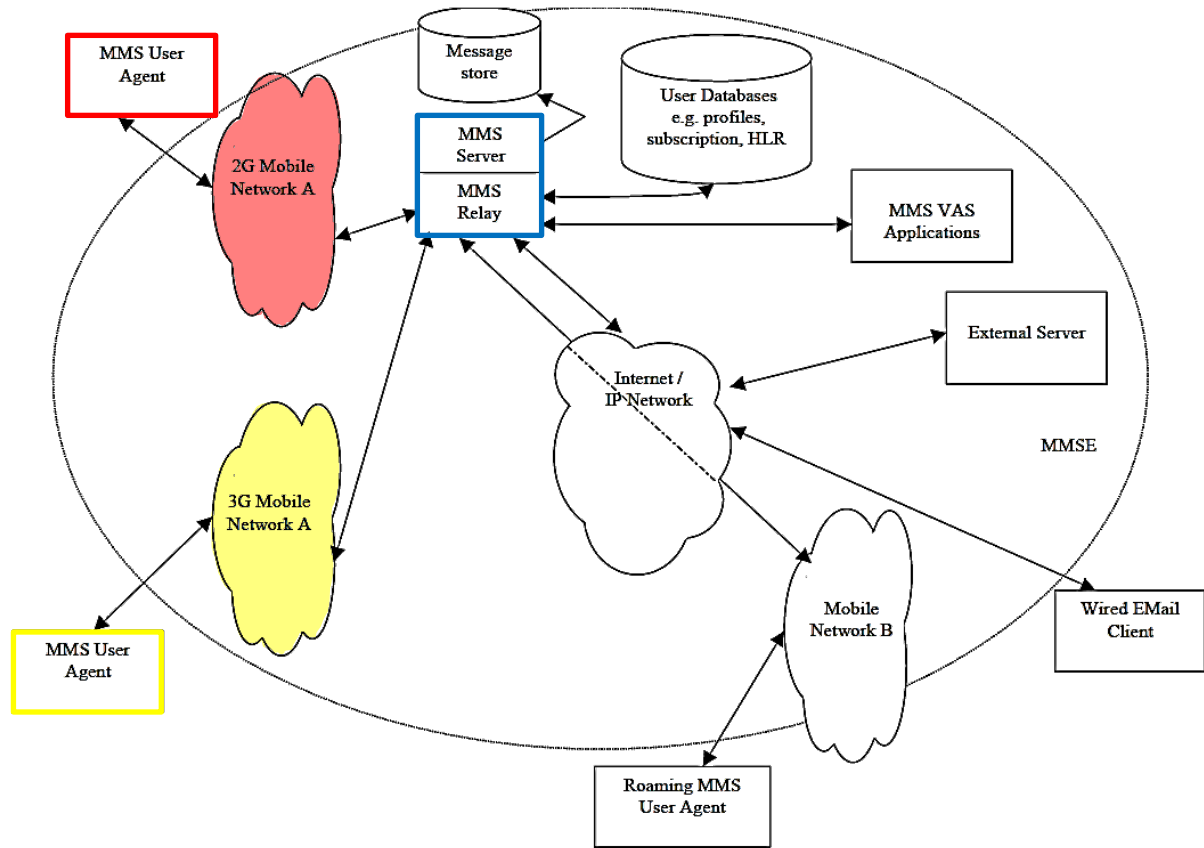 MMS User
Agent
Message
store
User Databases
e.g. profiles,
subscription, HLR
MMS
Server
MMS
Relay
2G Mobile
Network A
MMS VAS
Applications
External Server
Internet /
IP Network
MMSE
3G Mobile
Network A
MMS User
Agent
Mobile
Network B
Wired EMail
Client
Roaming MMS
User Agent